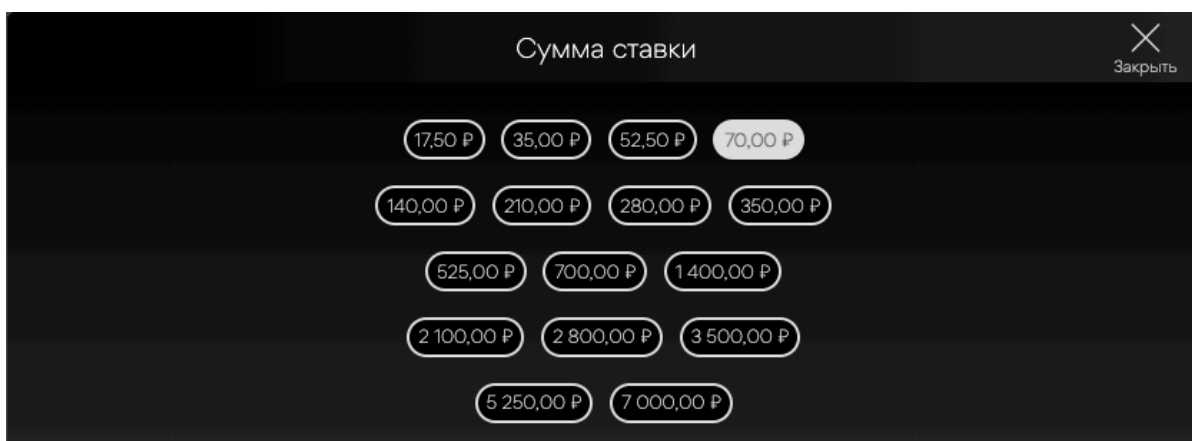 Сумма ставки
Закрыть
17,50 ₽ 35,00 ₽ 52,50 ₽ 70,00 ₽
140,00 ₽ 210,00 ₽ 280,00 ₽ 350,00 ₽
525,00 ₽ 700,00 ₽ 1 400,00 ₽
2 100,00 ₽ 2 800,00 ₽ 3 500,00 ₽
5 250,00 ₽ 7 000,00 ₽